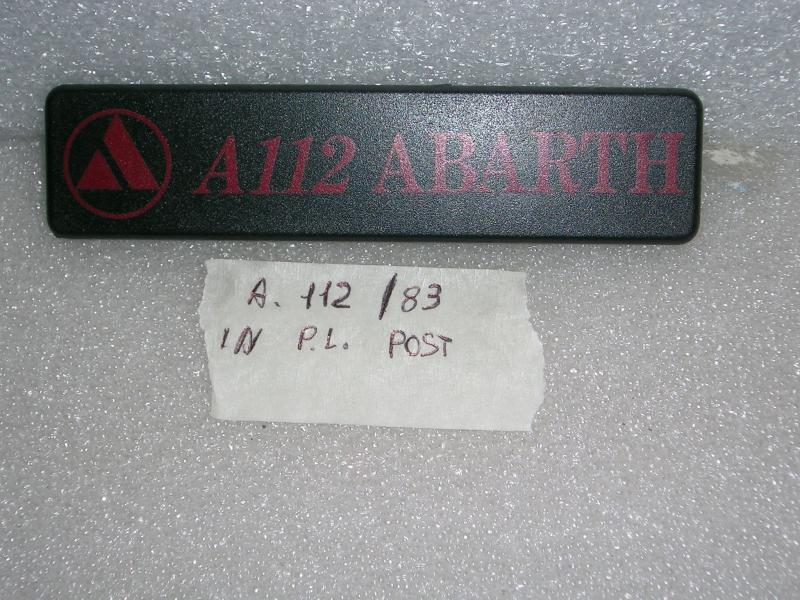 A112 ABARTH
A. 112 /83
IN P.L. POST